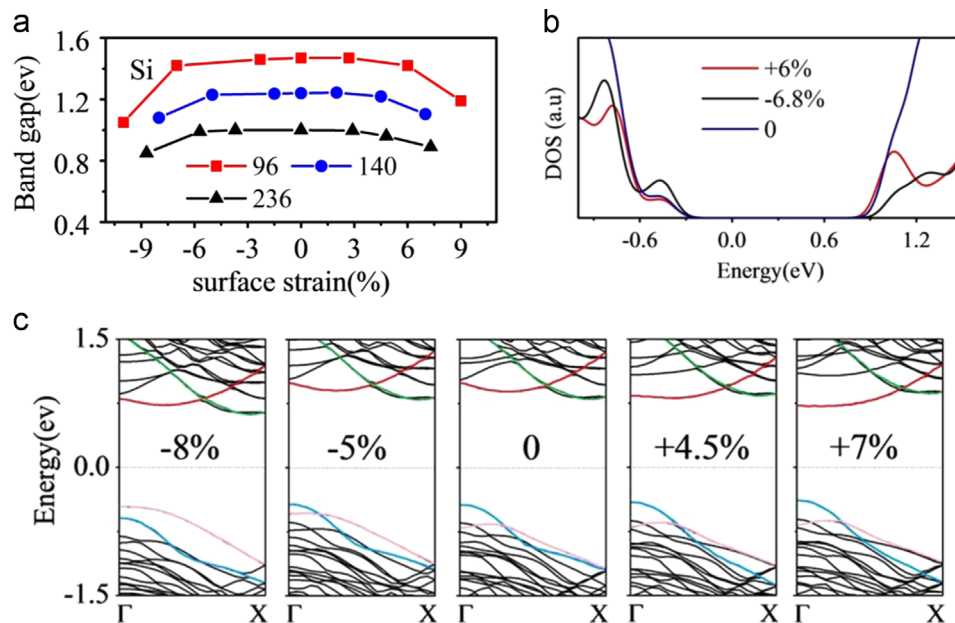 a
Band gap(ev)
1.6
1.2
0.8
0.4
Si
96
140
236
-9
-6
-3
0
3
6
9
surface strain(%)
b
DOS (a.u)
+6%
-6.8%
0
-0.6
0.0
0.6
1.2
Energy(eV)
c
Energy(ev)
1.5
0.0
-1.5
-8%
-5%
0
+4.5%
+7%
Γ X Γ X Γ X Γ X Γ X